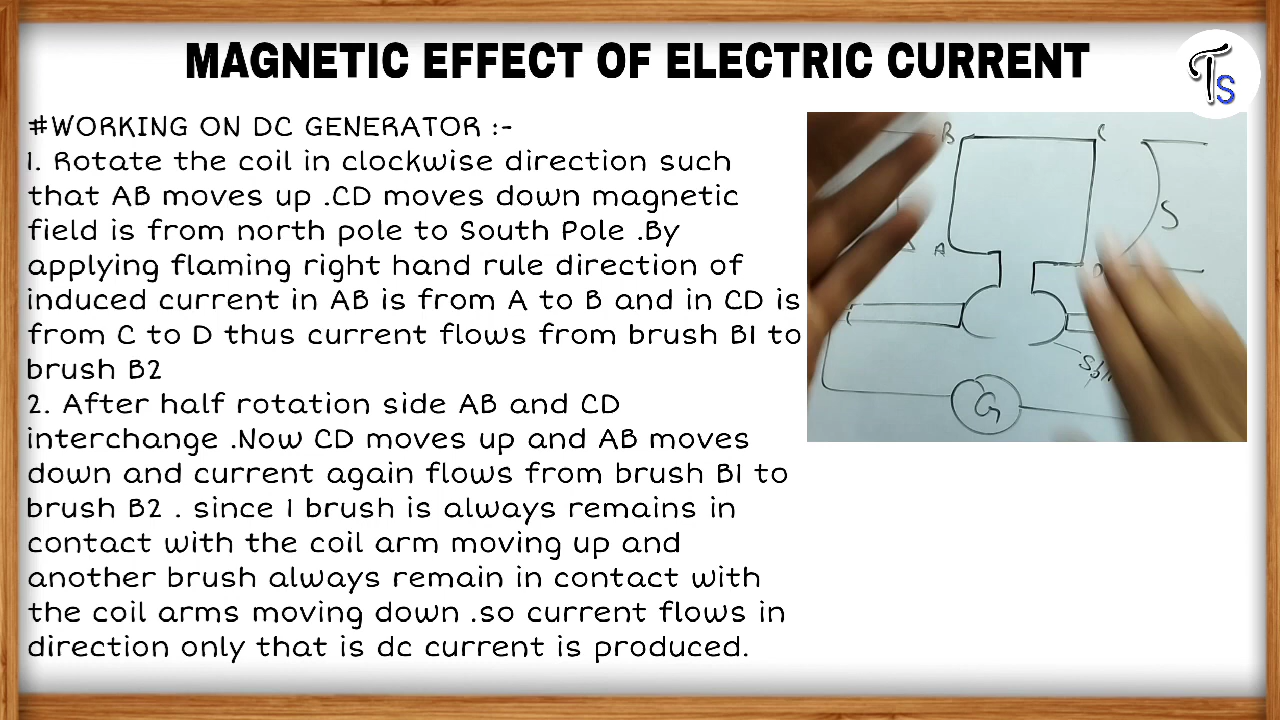 MAGNETIC EFFECT OF ELECTRIC CURRENT
Ts
#WORKING ON DC GENERATOR :-
1. Rotate the coil in clockwise direction such
that AB moves up .CD moves down magnetic
field is from north pole to South Pole .By
applying flaming right hand rule direction of
induced current in AB is from A to B and in CD is
from C to D thus current flows from brush B1 to
brush B2
2. After half rotation side AB and CD
interchange .Now CD moves up and AB moves
down and current again flows from brush B1 to
brush B2 . since 1 brush is always remains in
contact with the coil arm moving up and
another brush always remain in contact with
the coil arms moving down .so current flows in
direction only that is dc current is produced.
B C
S
A
G